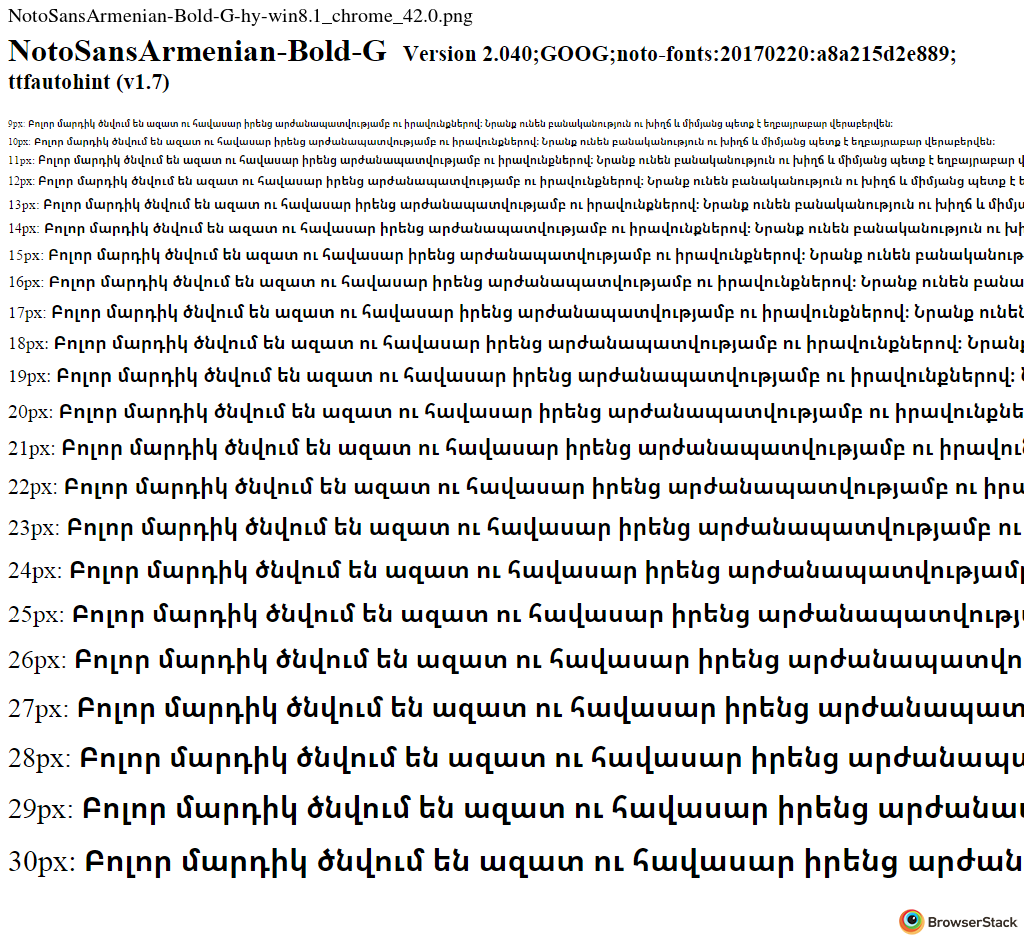 NotoSansArmenian-Bold-G-hy-win8.1_chrome_42.0.png
NotoSansArmenian-Bold-G Version 2.040;GOOG;noto-fonts:20170220:a8a215d2e889;
ttfautohint (v1.7)
9px: Բոլոր մարդիկ ծնվում են ազատ ու հավասար իրենց արժանապատվությամբ ու իրավունքներով։ Նրանք ունեն բանականություն ու խիղճ և միմյանց պետք է եղբայրաբար վերաբերվեն։
10px: Բոլոր մարդիկ ծնվում են ազատ ու հավասար իրենց արժանապատվությամբ ու իրավունքներով։ Նրանք ունեն բանականություն ու խիղճ և միմյանց պետք է եղբայրաբար վերաբերվեն։
11px: Բոլոր մարդիկ ծնվում են ազատ ու հավասար իրենց արժանապատվությամբ ու իրավունքներով։ Նրանք ունեն բանականություն ու խիղճ և միմյանց պետք է եղբայրաբար վ
12px: Բոլոր մարդիկ ծնվում են ազատ ու հավասար իրենց արժանապատվությամբ ու իրավունքներով։ Նրանք ունեն բանականություն ու խիղճ և միմյանց պետք է ե
13px: Բոլոր մարդիկ ծնվում են ազատ ու հավասար իրենց արժանապատվությամբ ու իրավունքներով։ Նրանք ունեն բանականություն ու խիղճ և միմյ
14px: Բոլոր մարդիկ ծնվում են ազատ ու հավասար իրենց արժանապատվությամբ ու իրավունքներով։ Նրանք ունեն բանականություն ու խի
15px: Բոլոր մարդիկ ծնվում են ազատ ու հավասար իրենց արժանապատվությամբ ու իրավունքներով։ Նրանք ունեն բանականութ
16px: Բոլոր մարդիկ ծնվում են ազատ ու հավասար իրենց արժանապատվությամբ ու իրավունքներով։ Նրանք ունեն բանա
17px: Բոլոր մարդիկ ծնվում են ազատ ու հավասար իրենց արժանապատվությամբ ու իրավունքներով։ Նրանք ունեն
18px: Բոլոր մարդիկ ծնվում են ազատ ու հավասար իրենց արժանապատվությամբ ու իրավունքներով։ Նրանք
19px: Բոլոր մարդիկ ծնվում են ազատ ու հավասար իրենց արժանապատվությամբ ու իրավունքներով։
20px: Բոլոր մարդիկ ծնվում են ազատ ու հավասար իրենց արժանապատվությամբ ու իրավունքնե
21px: Բոլոր մարդիկ ծնվում են ազատ ու հավասար իրենց արժանապատվությամբ ու իրավուն
22px: Բոլոր մարդիկ ծնվում են ազատ ու հավասար իրենց արժանապատվությամբ ու իրա
23px: Բոլոր մարդիկ ծնվում են ազատ ու հավասար իրենց արժանապատվությամբ ու
24px: Բոլոր մարդիկ ծնվում են ազատ ու հավասար իրենց արժանապատվությամբ
25px: Բոլոր մարդիկ ծնվում են ազատ ու հավասար իրենց արժանապատվությ
26px: Բոլոր մարդիկ ծնվում են ազատ ու հավասար իրենց արժանապատվո
27px: Բոլոր մարդիկ ծնվում են ազատ ու հավասար իրենց արժանապատ
28px: Բոլոր մարդիկ ծնվում են ազատ ու հավասար իրենց արժանապա
29px: Բոլոր մարդիկ ծնվում են ազատ ու հավասար իրենց արժանա
30px: Բոլոր մարդիկ ծնվում են ազատ ու հավասար իրենց արժան
BrowserStack